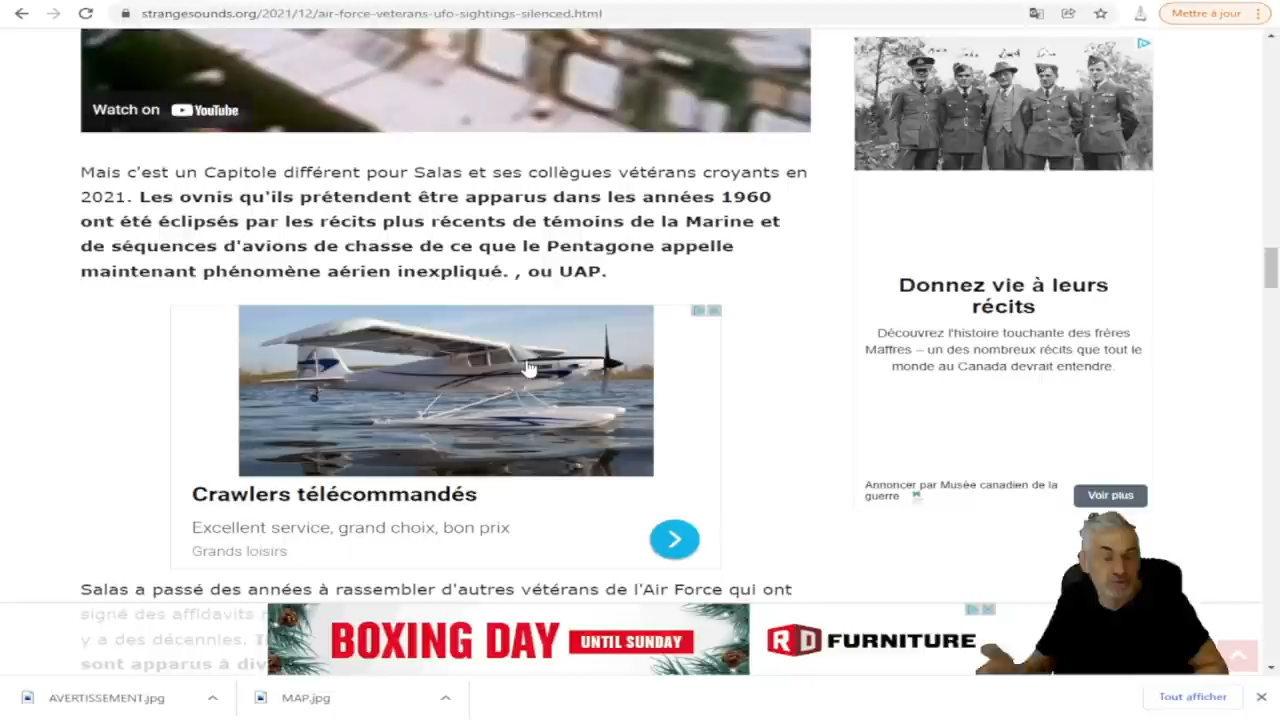 strangesounds.org/2021/12/air-force-veterans-ufo-sightings-silenced.html
Mettre à jour
Watch on YouTube
Mais c'est un Capitole différent pour Salas et ses collègues vétérans croyants en
2021. Les ovnis qu'ils prétendent être apparus dans les années 1960
ont été éclipsés par les récits plus récents de témoins de la Marine et
de séquences d'avions de chasse de ce que le Pentagone appelle
maintenant phénomène aérien inexpliqué. , ou UAP.
Donnez vie à leurs
récits
Découvrez l'histoire touchante des frères
Maffres – un des nombreux récits que tout le
monde au Canada devrait entendre.
Annoncer par Musée canadien de la
guerre
Voir plus
Crawlers télécommandés
Excellent service, grand choix, bon prix
Grands loisirs
Salas a passé des années à rassembler d'autres vétérans de l'Air Force qui ont
signé des affidavits
y a des décennies.
sont apparus à
BOXING DAY UNTIL SUNDAY
RD FURNITURE
AVERTISSEMENT.jpg
MAP.jpg
Tout afficher